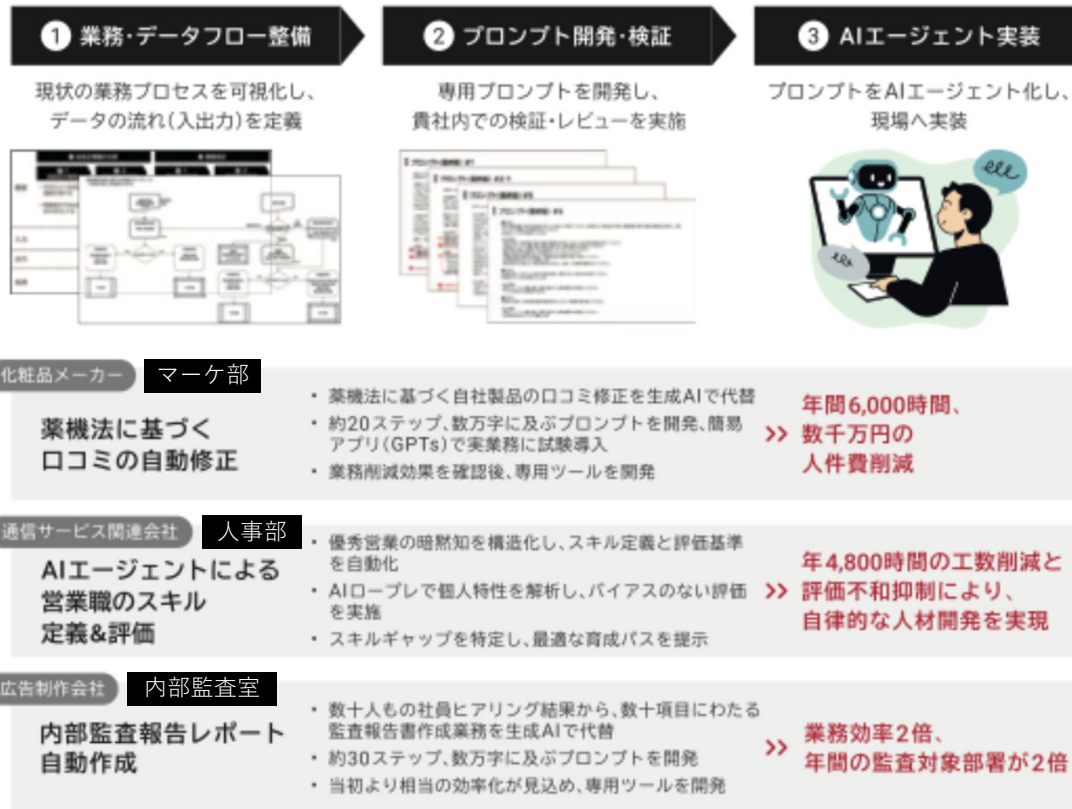 1 業務・データフロー整備
2 プロンプト開発・検証
3 AIエージェント実装
現状の業務プロセスを可視化し、
データの流れ(入出力)を定義
専用プロンプトを開発し、
貴社内での検証・レビューを実施
プロンプトをAIエージェント化し、
現場へ実装
化粧品メーカー マーケ部
薬機法に基づく
口コミの自動修正
・ 薬機法に基づく自社製品の口コミ修正を生成AIで代替
・ 約20ステップ、数万字に及ぶプロンプトを開発、簡易
アプリ(GPTs)で実業務に試験導入
・ 業務削減効果を確認後、専用ツールを開発
>> 年間6,000時間、
数千万円の
人件費削減
通信サービス関連会社 人事部
AIエージェントによる
営業職のスキル
定義&評価
・ 優秀営業の暗黙知を構造化し、スキル定義と評価基準
を自動化
・ AIロープレで個人特性を解析し、バイアスのない評価
を実施
・ スキルギャップを特定し、最適な育成パスを提示
>> 年4,800時間の工数削減と
評価不和抑制により、
自律的な人材開発を実現
広告制作会社 内部監査室
内部監査報告レポート
自動作成
・ 数十人もの社員ヒアリング結果から、数十項目にわたる
監査報告書作成業務を生成AIで代替
・ 約30ステップ、数万字に及ぶプロンプトを開発
・ 当初より相当の効率化が見込め、専用ツールを開発
>> 業務効率2倍、
年間の監査対象部署が2倍